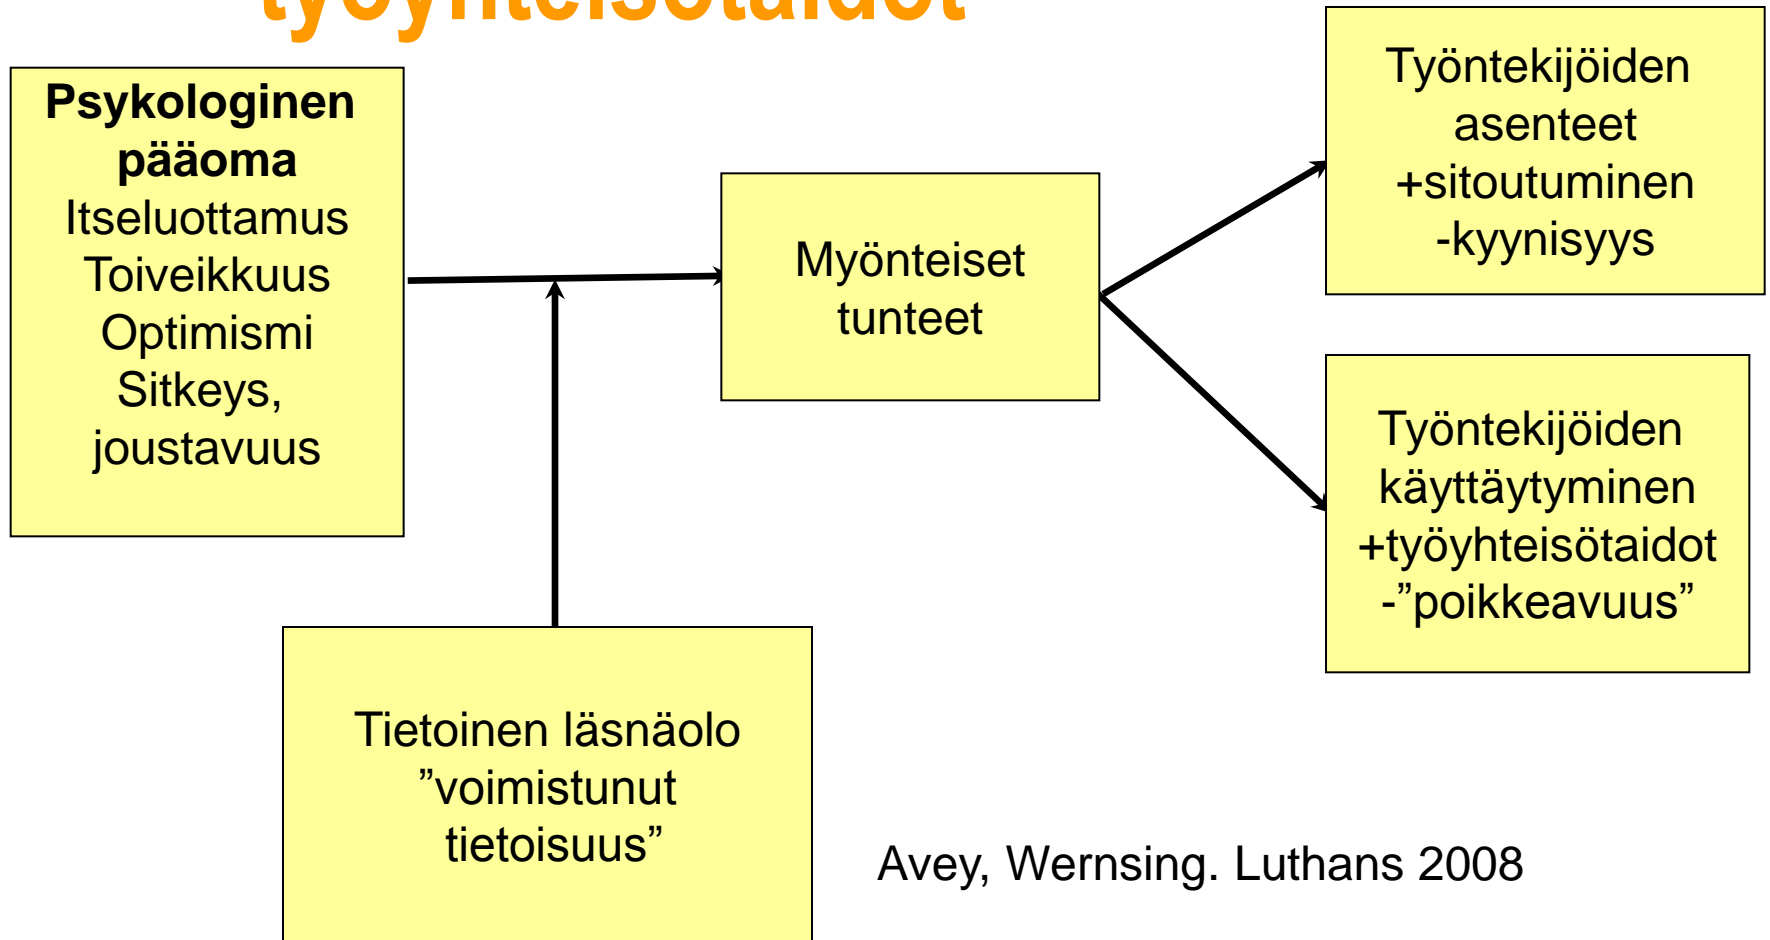 työyhteisötaidot
Psykologinen
pääoma
Itseluottamus
Toiveikkuus
Optimismi
Sitkeys,
joustavuus
Myönteiset
tunteet
Työntekijöiden
asenteet
+sitoutuminen
-kyynisyys
Työntekijöiden
käyttäytyminen
+työyhteisötaidot
-”poikkeavuus”
Tietoinen läsnäolo
”voimistunut
tietoisuus”
Avey, Wernsing. Luthans 2008